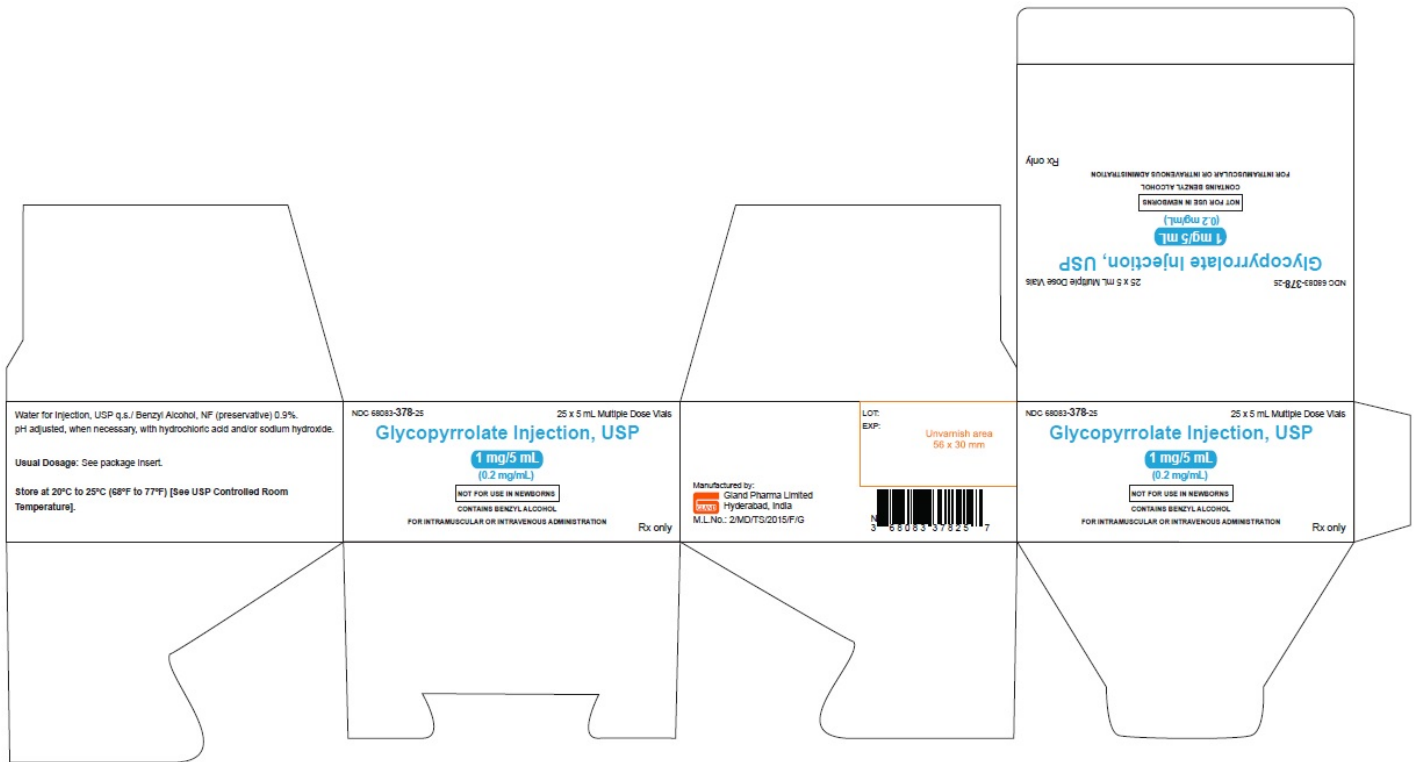 Rx only
FOR INTRAMUSCULAR OR INTRAVENOUS ADMINISTRATION
CONTAINS BENZYL ALCOHOL
NOT FOR USE IN NEWBORNS
(0.2 mg/mL)
1 mg/5 mL
Glycopyrrolate Injection, USP
NDC 68083-378-25 25 x 5 mL Multiple Dose Vials
Water for Injection, USP q.s./ Benzyl Alcohol, NF (preservative) 0.9%.
pH adjusted, when necessary, with hydrochloric acid and/or sodium hydroxide.
Usual Dosage: See package insert.
Store at 20°C to 25°C (68°F to 77°F) [See USP Controlled Room
Temperature].
NDC 68083-378-25 25 x 5 mL Multiple Dose Vials
Glycopyrrolate Injection, USP
1 mg/5 mL
(0.2 mg/mL)
NOT FOR USE IN NEWBORNS
CONTAINS BENZYL ALCOHOL
FOR INTRAMUSCULAR OR INTRAVENOUS ADMINISTRATION
Rx only
LOT:
EXP:
Unvarnish area
56 x 30 mm
Manufactured by:
Gland Pharma Limited
Hyderabad, India
M.L.No.: 2/MD/TS/2015/F/G
N
3 68083 37825 7
NDC 68083-378-25 25 x 5 mL Multiple Dose Vials
Glycopyrrolate Injection, USP
1 mg/5 mL
(0.2 mg/mL)
NOT FOR USE IN NEWBORNS
CONTAINS BENZYL ALCOHOL
FOR INTRAMUSCULAR OR INTRAVENOUS ADMINISTRATION
Rx only